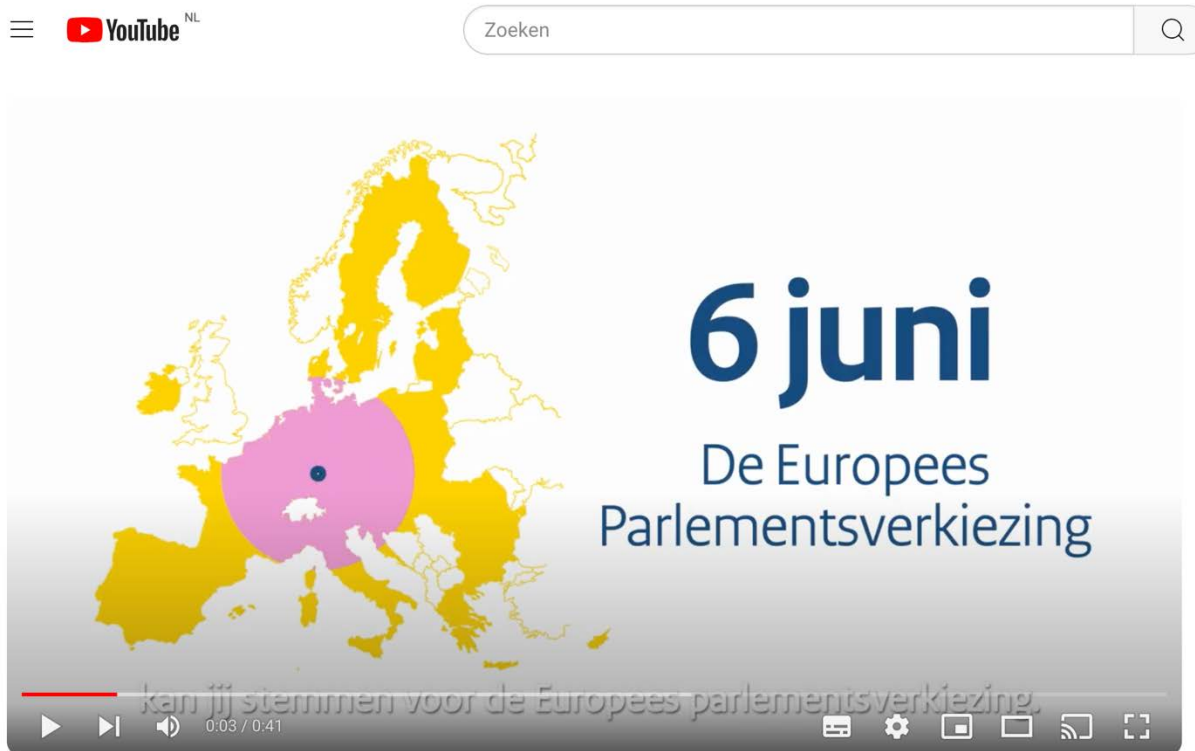 YouTube NL
Zoeken
6 juni
De Europees
Parlementsverkiezing
kan jij stemmen voor de Europees parlementsverkiezing.
0:03 / 0:41